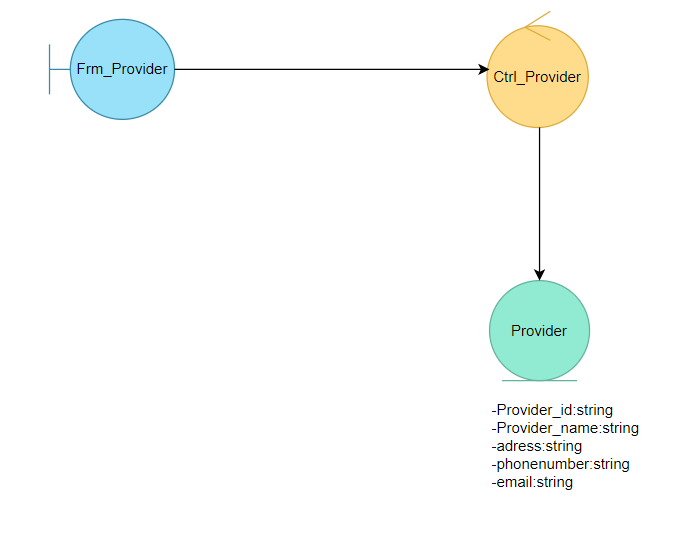 Frm_Provider
Ctrl_Provider
Provider
-Provider_id:string
-Provider_name:string
-adress:string
-phonenumber:string
-email:string